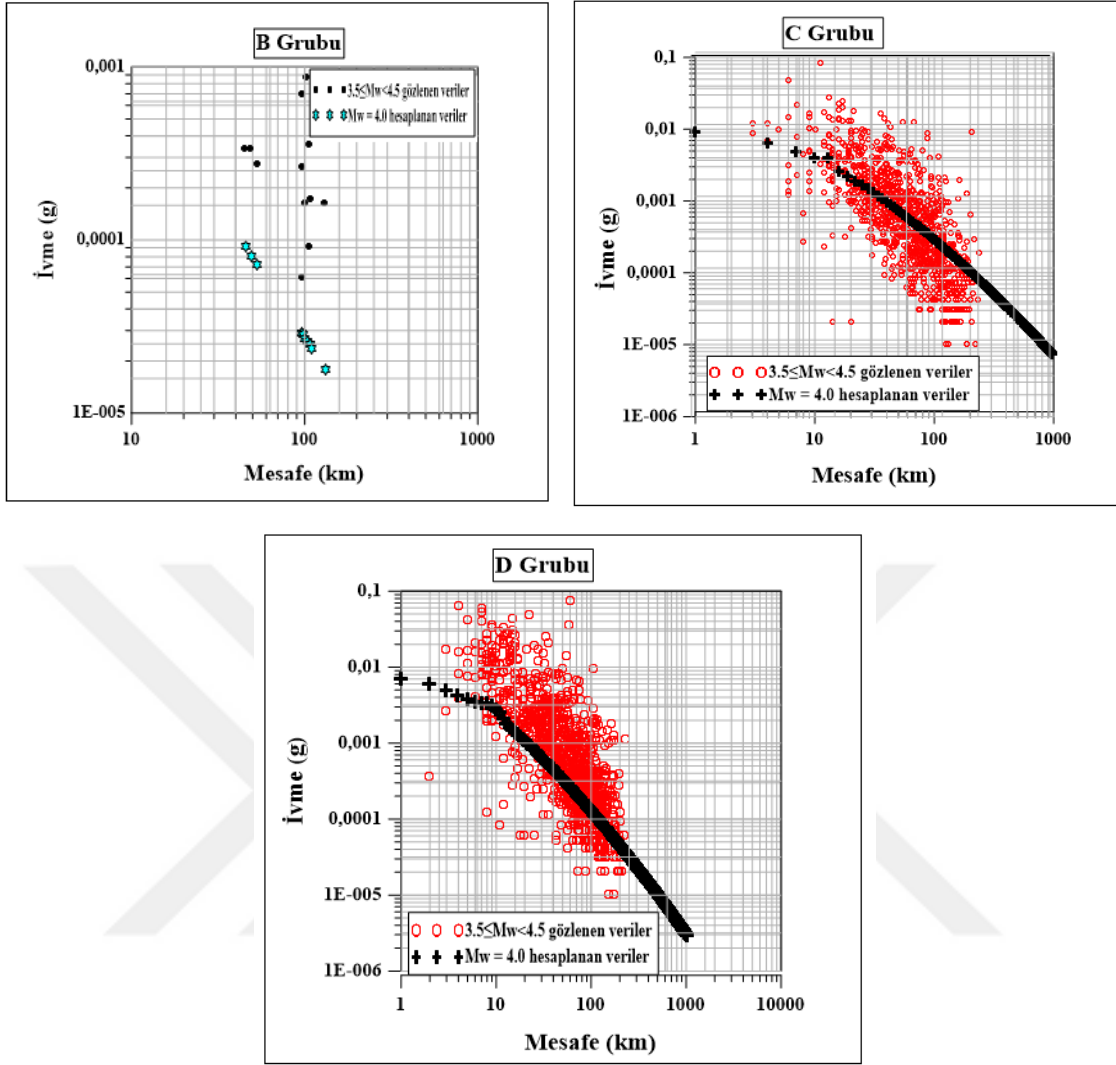 B Grubu
0,001
3.5≤Mw<4.5 gözlenen veriler
Mw = 4.0 hesaplanan veriler
0,0001
1E-005
10
100
1000
İvme (g)
Mesafe (km)
C Grubu
0,1
0,01
0,001
0,0001
1E-005
1E-006
3.5≤Mw<4.5 gözlenen veriler
Mw = 4.0 hesaplanan veriler
1
10
100
1000
İvme (g)
Mesafe (km)
D Grubu
0,1
0,01
0,001
0,0001
1E-005
1E-006
3.5≤Mw<4.5 gözlenen veriler
Mw = 4.0 hesaplanan veriler
1
10
100
1000
10000
İvme (g)
Mesafe (km)